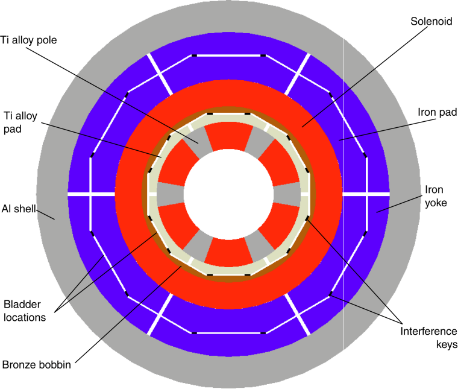 Ti alloy pole
Solenoid
Ti alloy
pad
Iron pad
Al shell
Iron
yoke
Bladder
locations
Interference
keys
Bronze bobbin